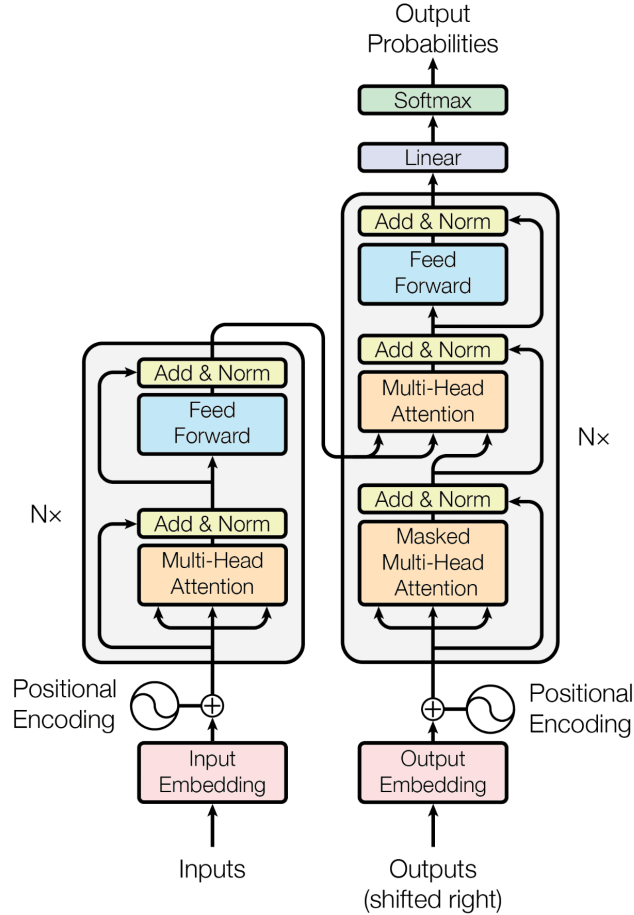 Output
Probabilities
Softmax
Linear
Add & Norm
Feed
Forward
Add & Norm
Multi-Head
Attention
Add & Norm
Masked
Multi-Head
Attention
N×
Add & Norm
Feed
Forward
Add & Norm
Multi-Head
Attention
N×
Positional
Encoding
Positional
Encoding
Input
Embedding
Output
Embedding
Inputs
Outputs
(shifted right)